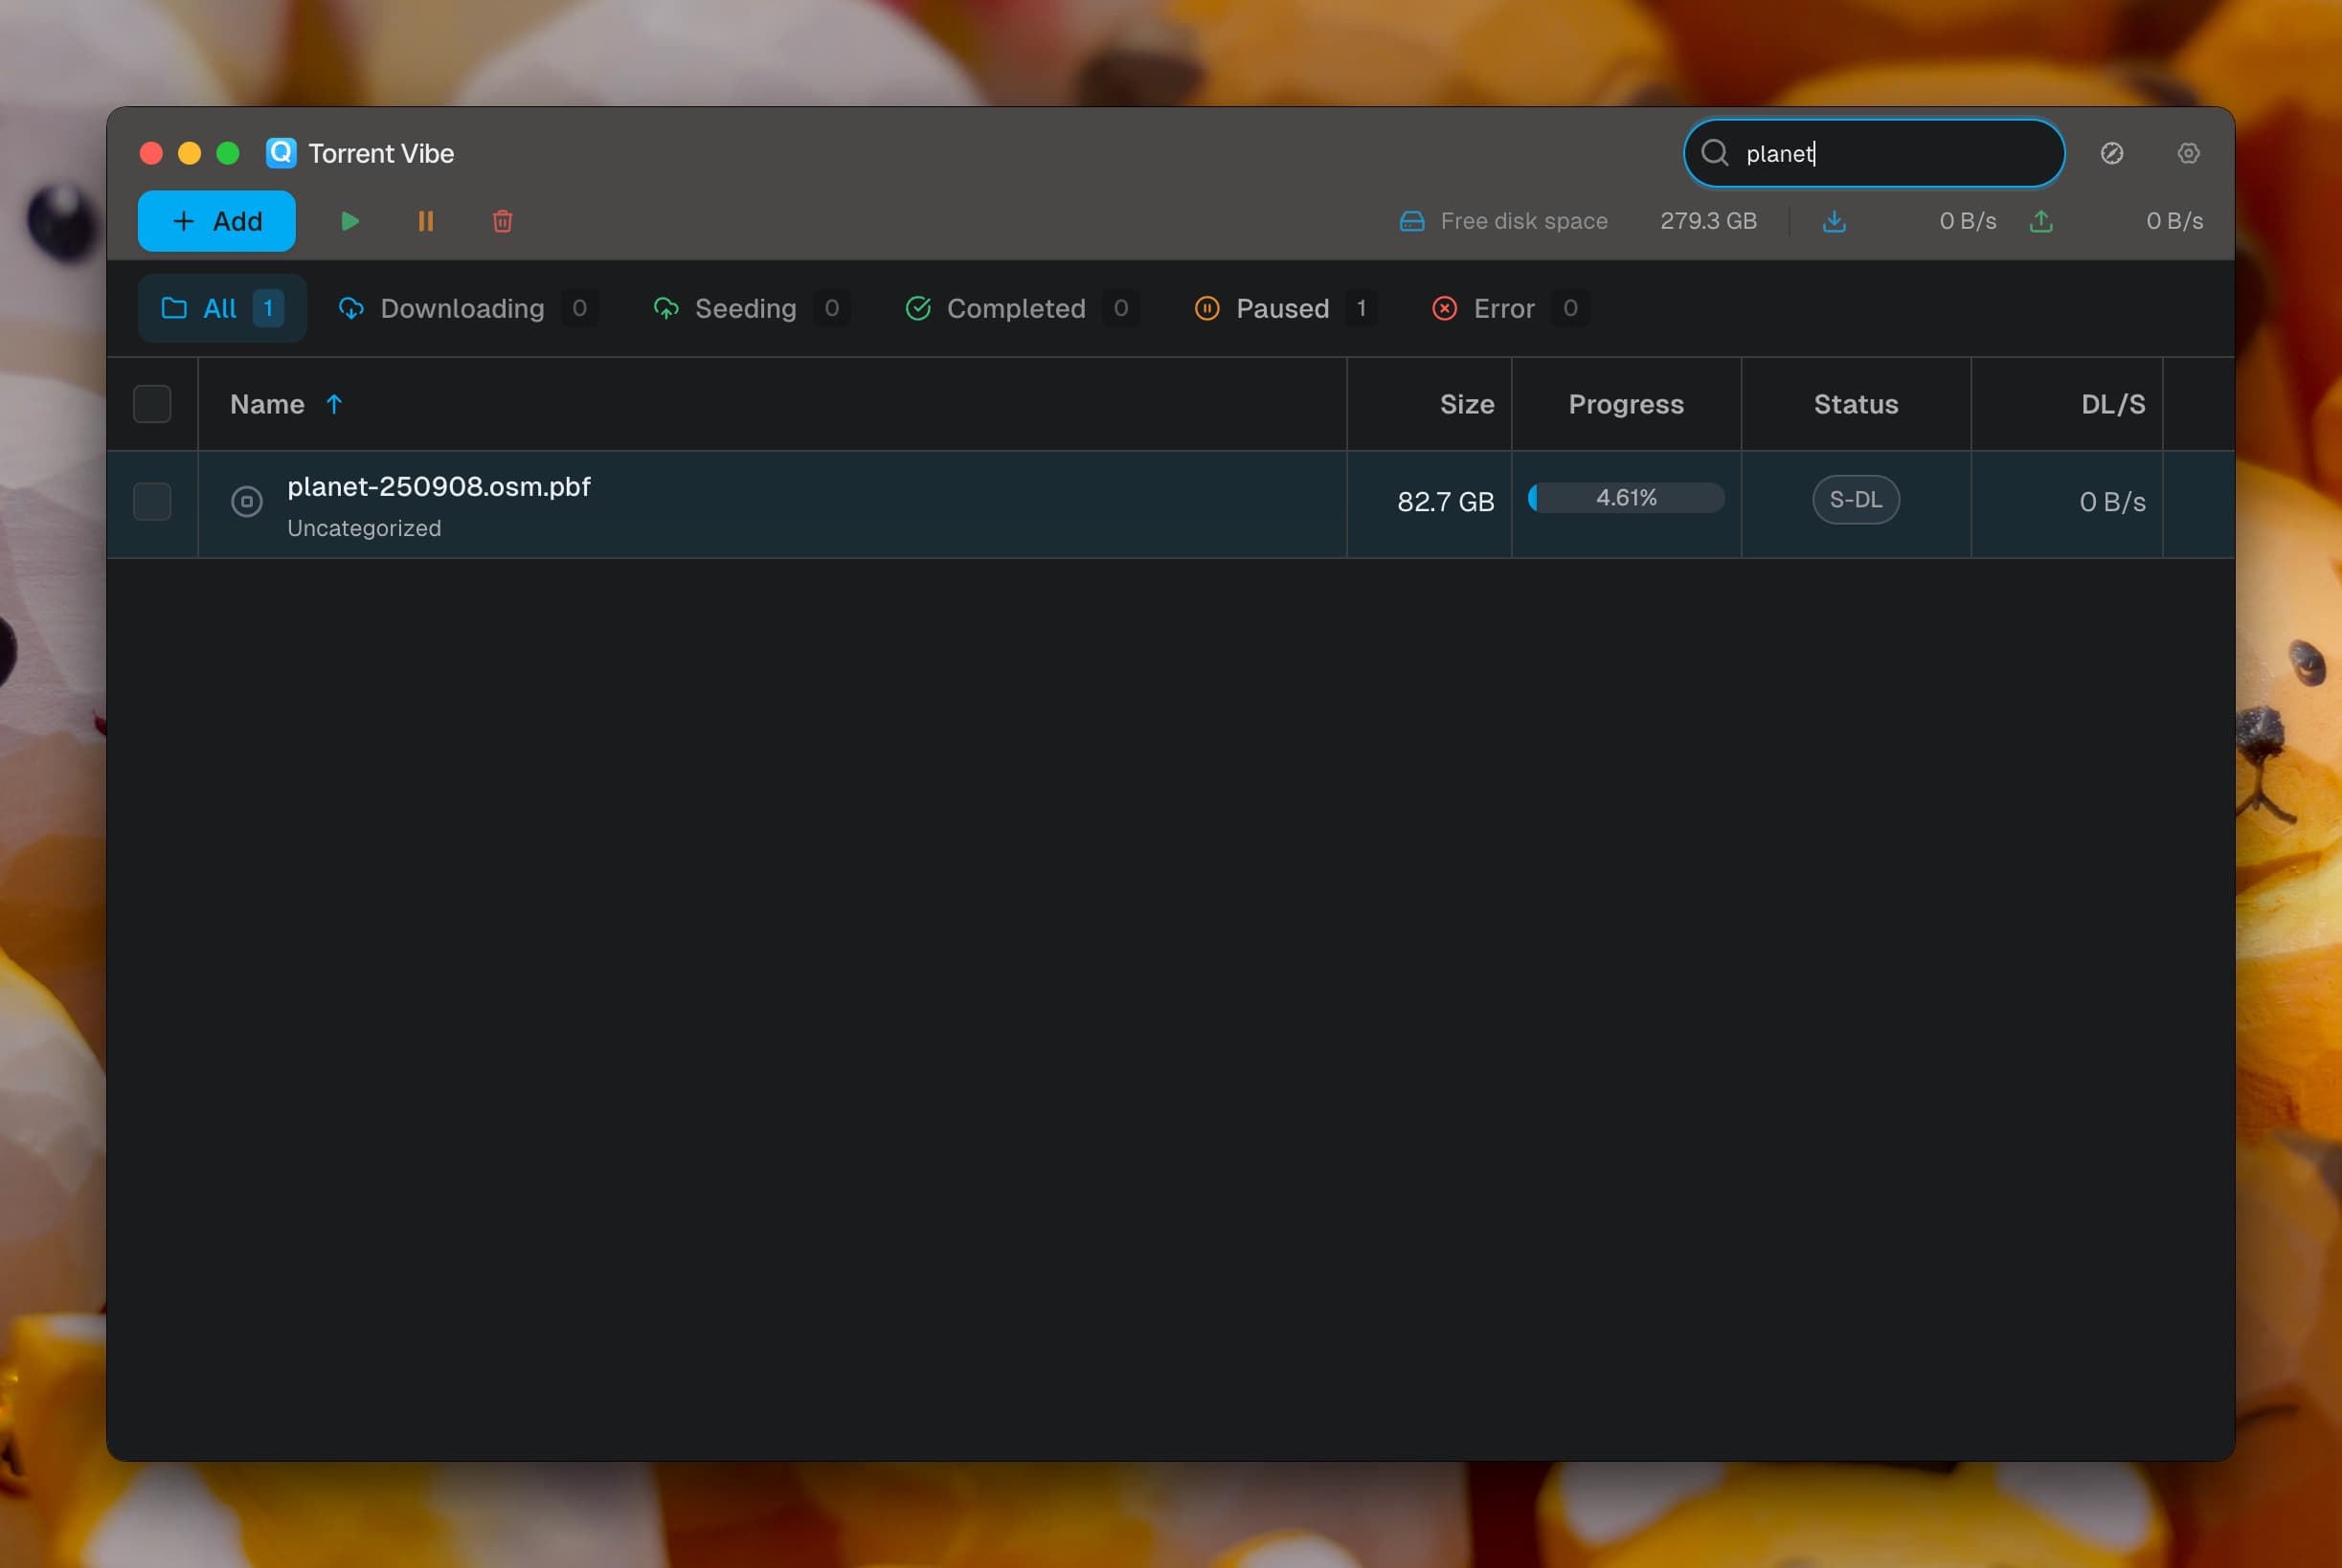 Q Torrent Vibe
planet
Add
Free disk space 279.3 GB 0 B/s 0 B/s
All 1 Downloading 0 Seeding 0 Completed 0 Paused 1 Error 0
Name Size Progress Status DL/S
planet-250908.osm.pbf 82.7 GB 4.61% S-DL 0 B/s
Uncategorized